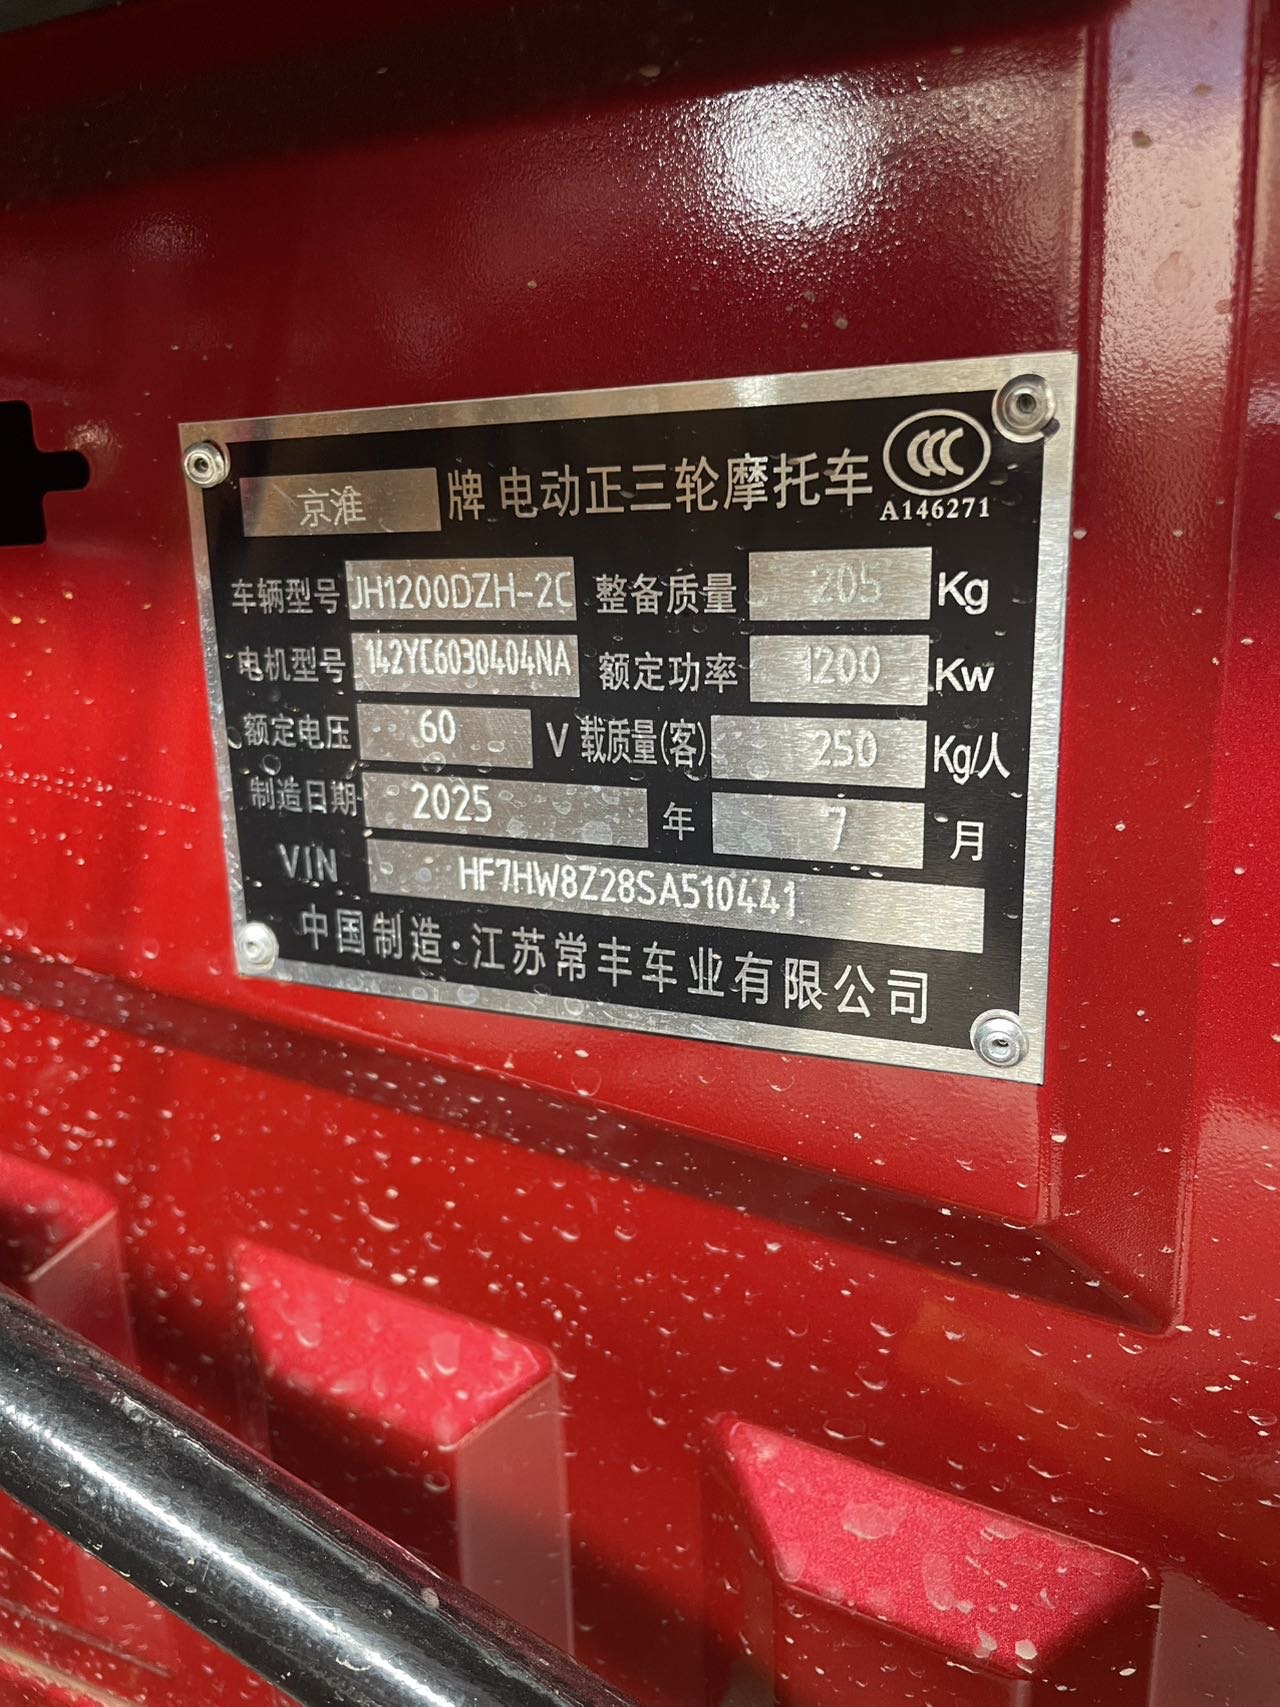 京淮 牌 电动正三轮摩托车 CCC
A146271
车辆型号 JH1200DZH-2C 整备质量 205 Kg
电机型号 142YC6030404NA 额定功率 1200 Kw
额定电压 60 V 载质量(客) 250 Kg/人
制造日期 2025 年 7 月
VIN HF7HW8Z28SA510441
中国制造·江苏常丰车业有限公司